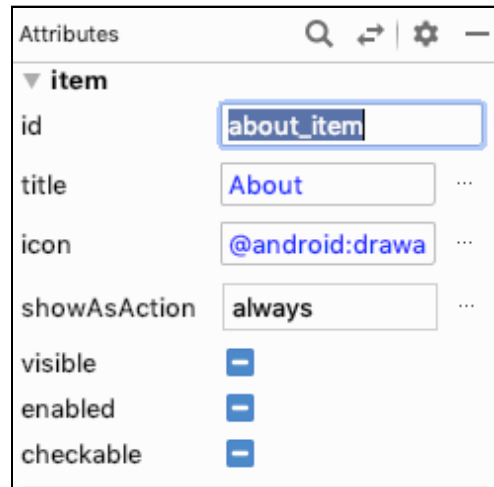 Attributes
item
id about_item
title About ...
icon @android:drawa ...
showAsAction always ...
visible
enabled
checkable